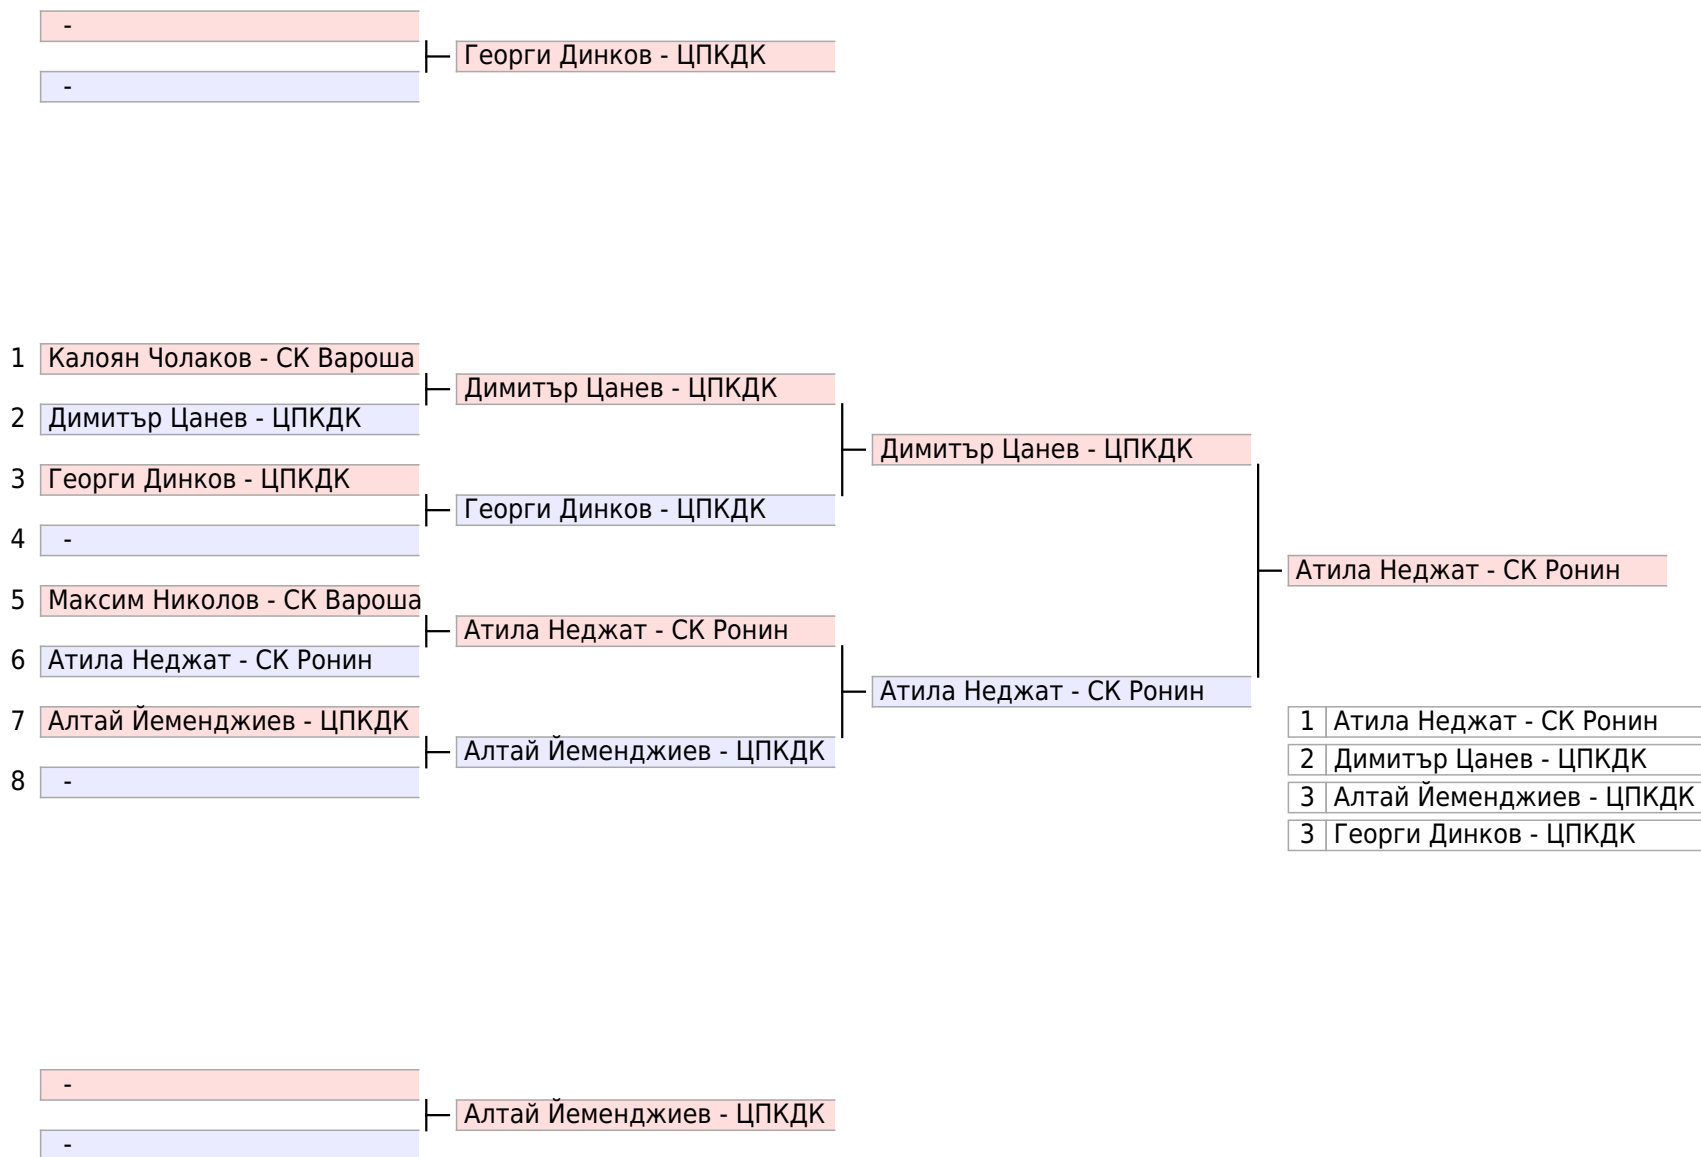 -
Георги Динков - ЦПКДК
-
1 Калоян Чолаков - СК Вароша
Димитър Цанев - ЦПКДК
2 Димитър Цанев - ЦПКДК
Димитър Цанев - ЦПКДК
3 Георги Динков - ЦПКДК
Георги Динков - ЦПКДК
4 -
Атила Неджат - СК Ронин
5 Максим Николов - СК Вароша
Атила Неджат - СК Ронин
6 Атила Неджат - СК Ронин
Атила Неджат - СК Ронин
7 Алтай Йеменджиев - ЦПКДК
1 Атила Неджат - СК Ронин
Алтай Йеменджиев - ЦПКДК
2 Димитър Цанев - ЦПКДК
8 -
3 Алтай Йеменджиев - ЦПКДК
3 Георги Динков - ЦПКДК
-
Алтай Йеменджиев - ЦПКДК
-